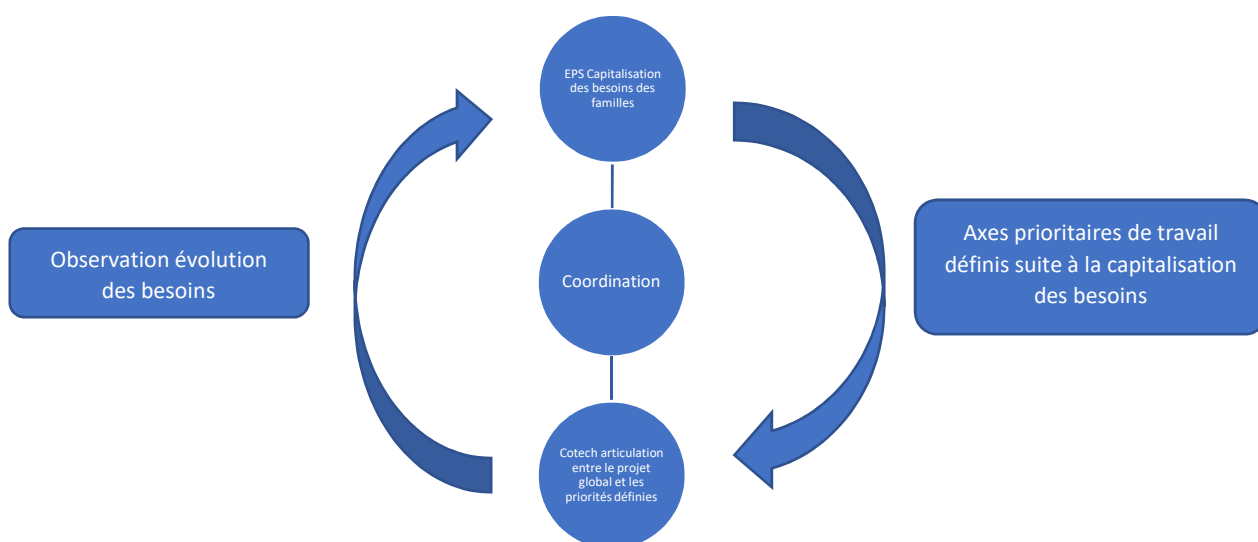 EPS Capitalisation
des besoins des
familles
Observation évolution
des besoins
Coordination
Axes prioritaires de travail
définis suite à la capitalisation
des besoins
Cotech articulation
entre le projet
global et les
priorités définies